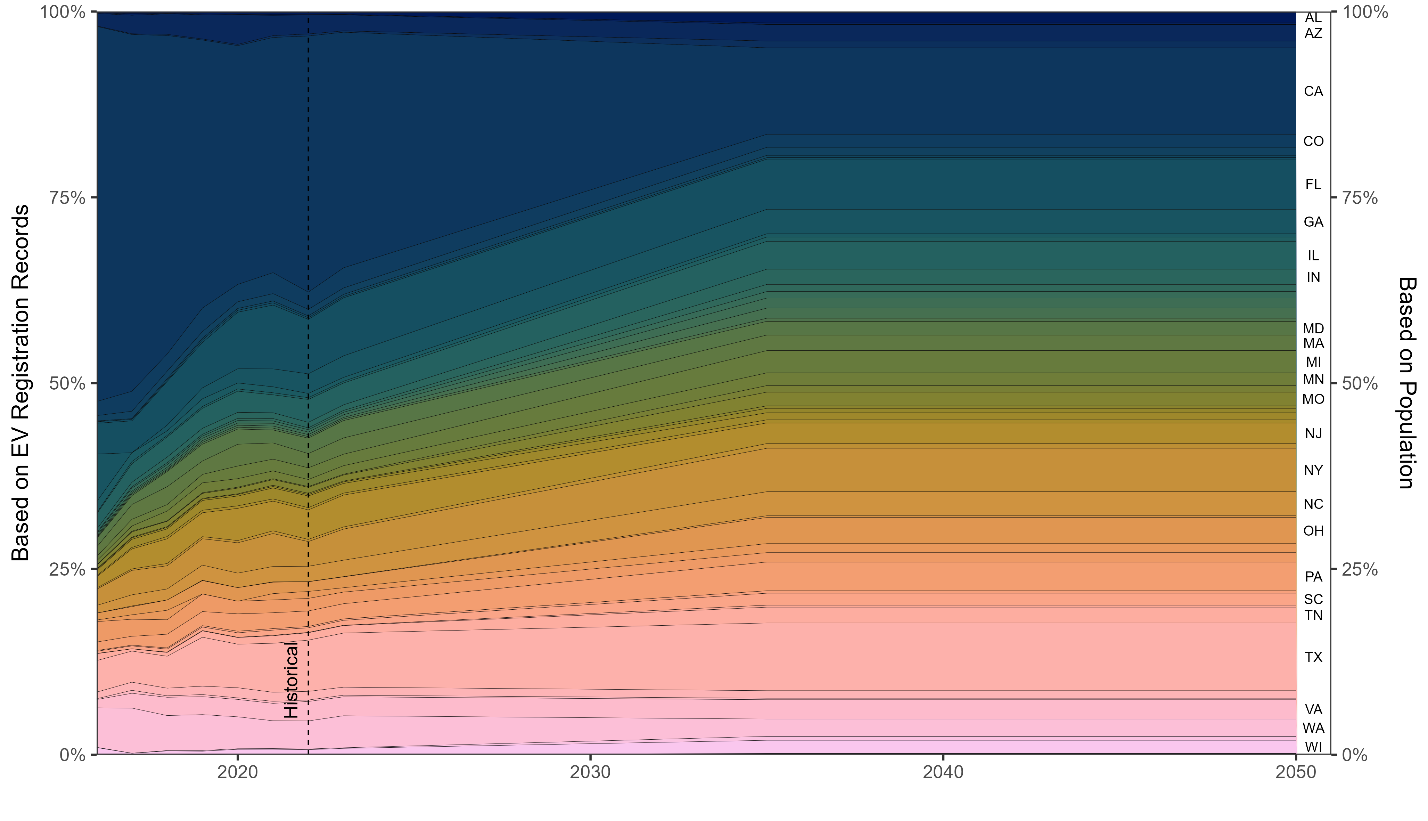 Based on EV Registration Records
100%
75%
50%
25%
0%
Historical
2020
2030
2040
2050
AL
AZ
CA
CO
FL
GA
IL
IN
MD
MA
MI
MN
MO
NJ
NY
NC
OH
PA
SC
TN
TX
VA
WA
WI
100%
75%
50%
25%
0%
Based on Population